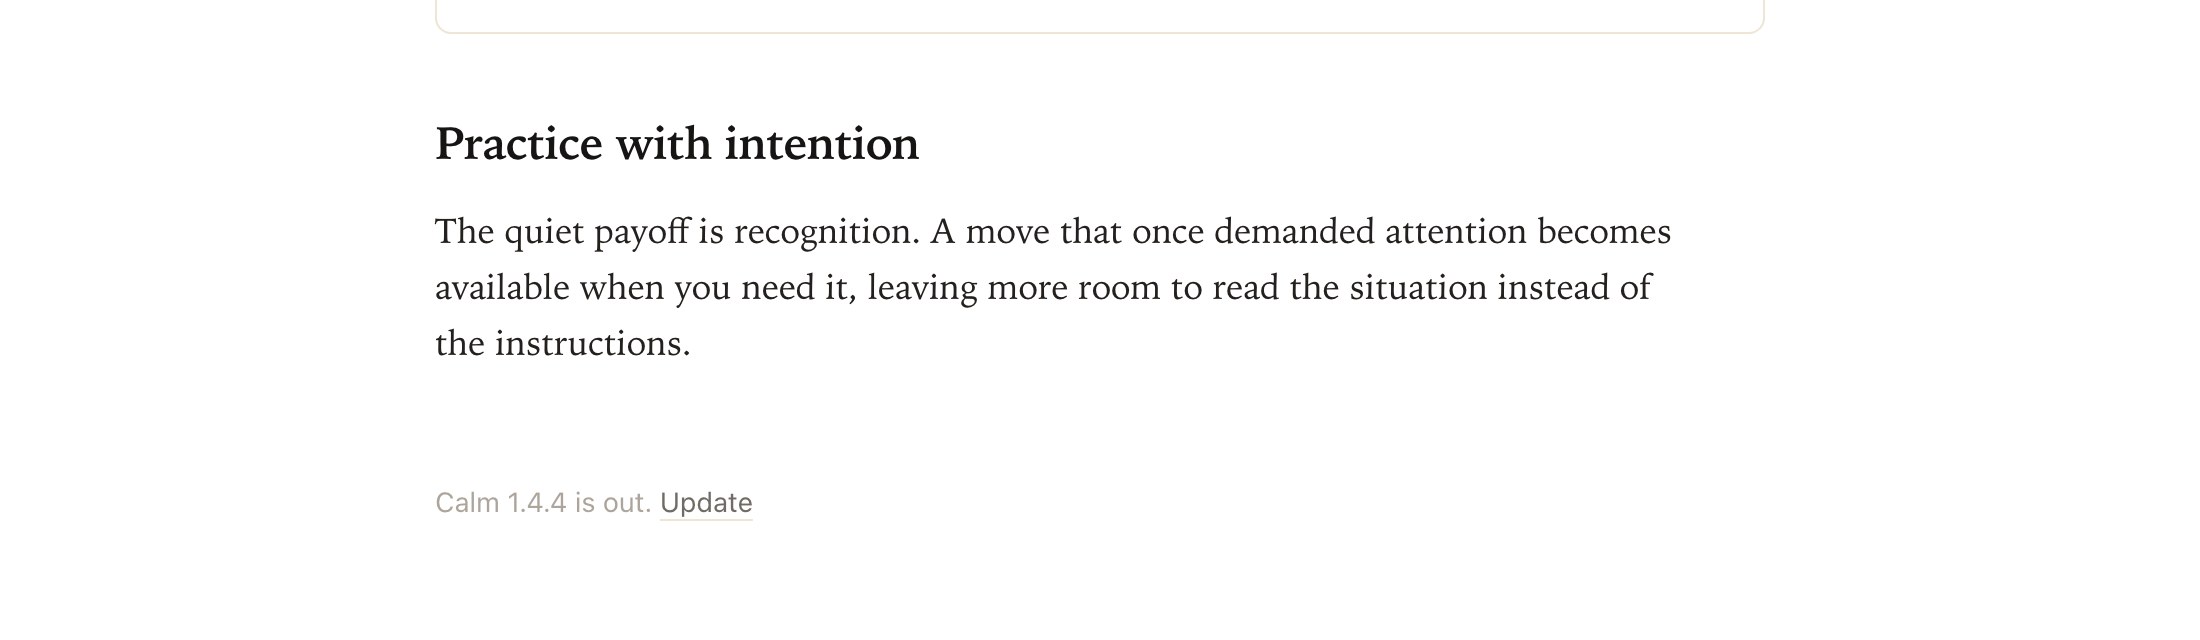 Practice with intention
The quiet payoff is recognition. A move that once demanded attention becomes
available when you need it, leaving more room to read the situation instead of
the instructions.
Calm 1.4.4 is out. Update